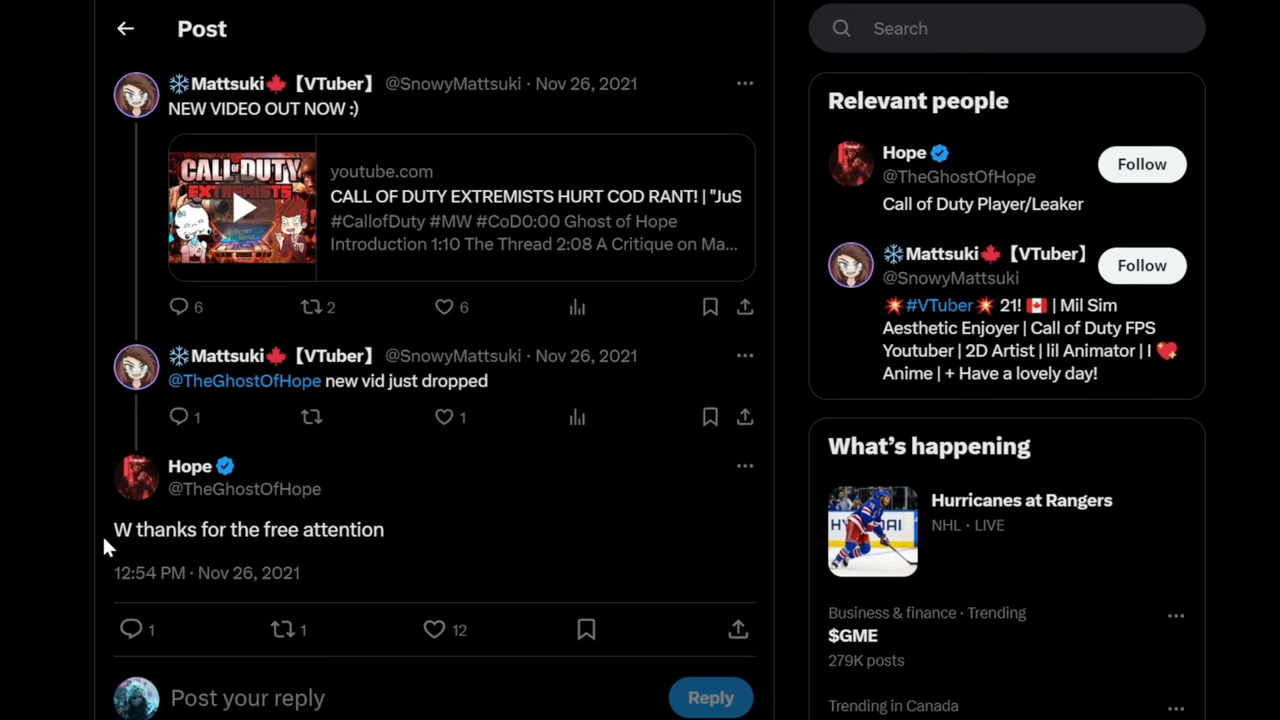 Post
❄️Mattsuki🍁【VTuber】 @SnowyMattsuki · Nov 26, 2021
NEW VIDEO OUT NOW :)
CALL OF DUTY
EXTREMISTS
youtube.com
CALL OF DUTY EXTREMISTS HURT COD RANT! | "JuS
#CallofDuty #MW #CoD0:00 Ghost of Hope
Introduction 1:10 The Thread 2:08 A Critique on Ma...
6 2 6
❄️Mattsuki🍁【VTuber】 @SnowyMattsuki · Nov 26, 2021
@TheGhostOfHope new vid just dropped
1 1
Hope
@TheGhostOfHope
W thanks for the free attention
12:54 PM · Nov 26, 2021
1 1 12
Post your reply
Reply
Search
Relevant people
Hope
@TheGhostOfHope
Follow
Call of Duty Player/Leaker
❄️Mattsuki🍁【VTuber】
@SnowyMattsuki
Follow
💥#VTuber💥 21! 🇨🇦 | Mil Sim
Aesthetic Enjoyer | Call of Duty FPS
Youtuber | 2D Artist | lil Animator | I 💖
Anime | + Have a lovely day!
What's happening
Hurricanes at Rangers
NHL · LIVE
Business & finance · Trending
$GME
279K posts
Trending in Canada